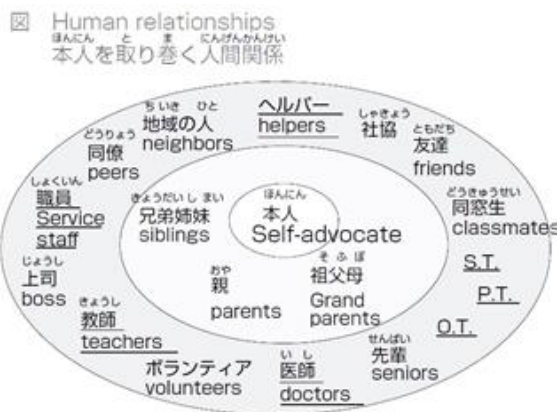 図 Human relationships
ほんにん と ま にんげんかんけい
本人を取り巻く人間関係
ヘルパー
helpers
ちいき ひと
地域の人
neighbors
しゃきょう
社協
どうりょう
同僚
peers
ともだち
友達
friends
しょくいん
職員
Service
staff
きょうだいしまい
兄弟姉妹
siblings
ほんにん
本人
Self-advocate
どうきゅうせい
同窓生
classmates
じょうし
上司
boss
おや
親
parents
そふぼ
祖父母
Grand
parents
S.T.
P.T.
O.T.
きょうし
教師
teachers
ボランティア
volunteers
いし
医師
doctors
せんぱい
先輩
seniors